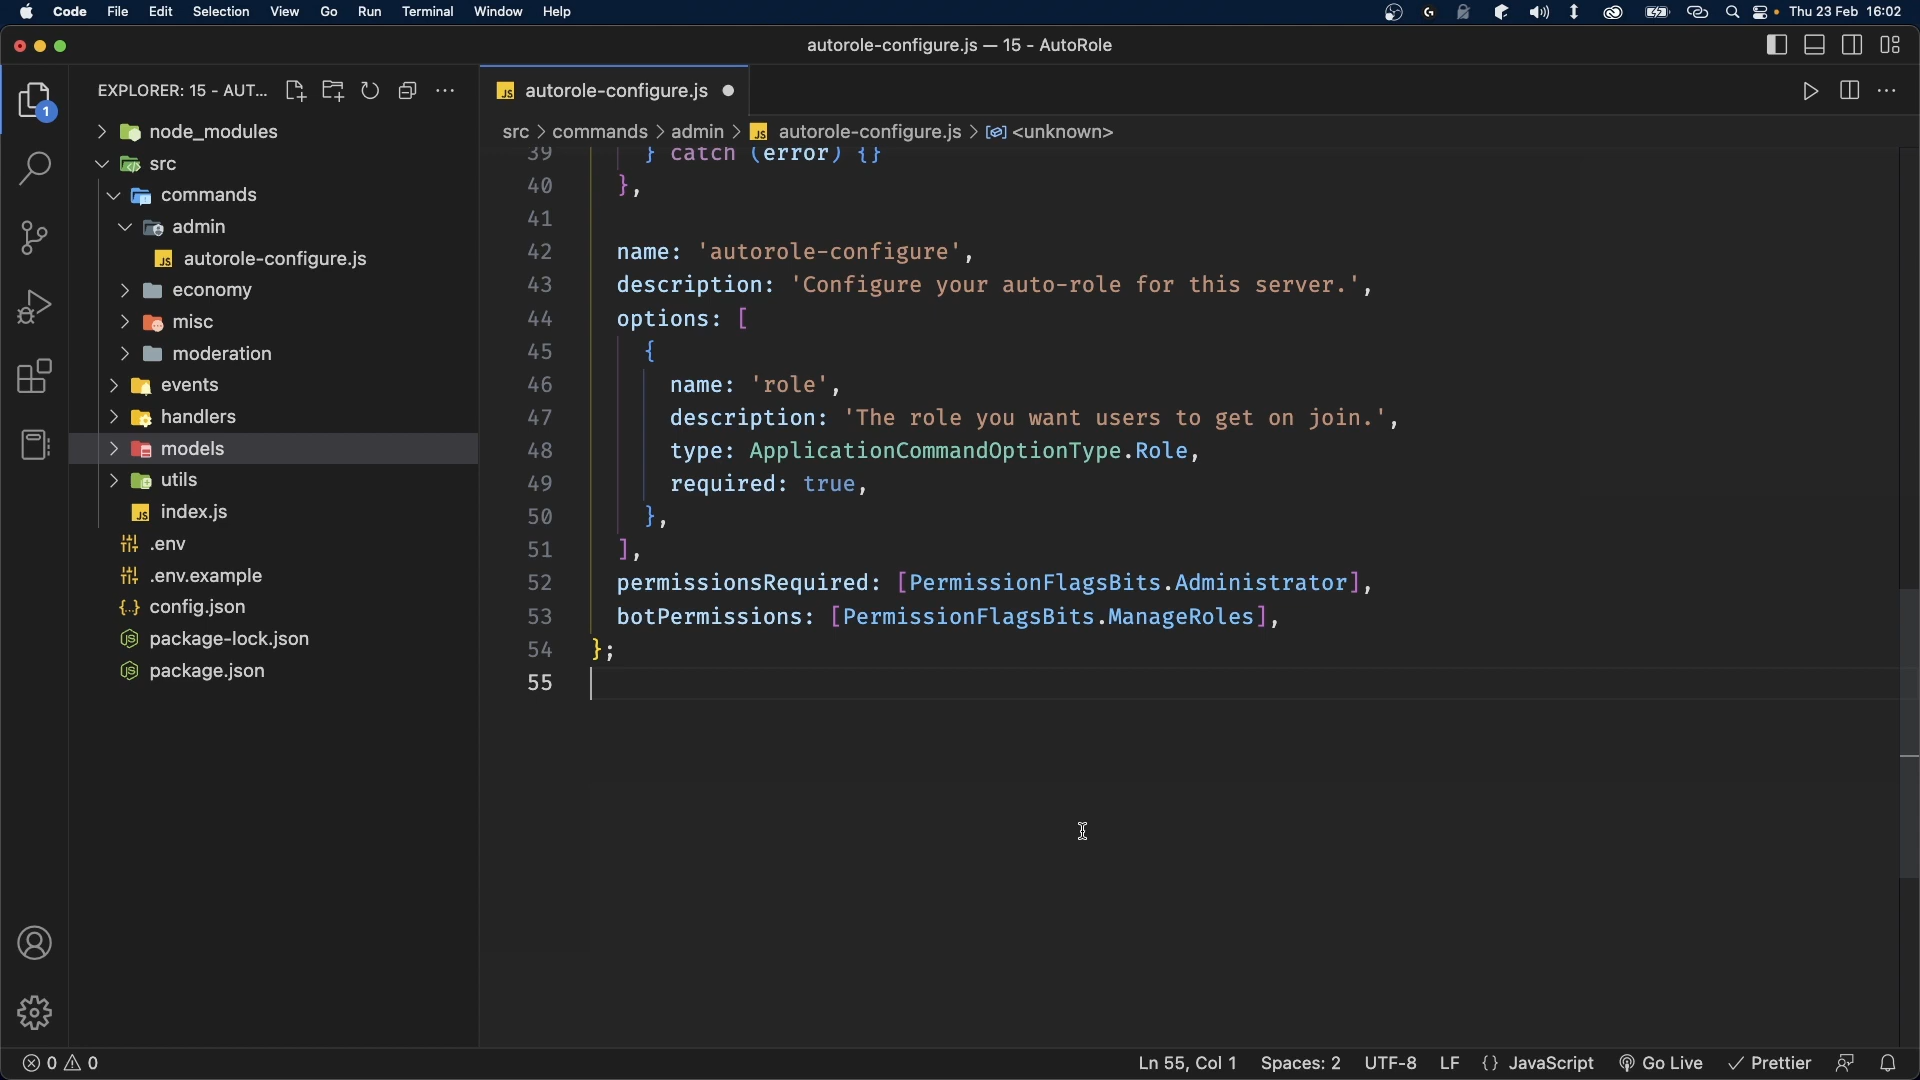 Code File Edit Selection View Go Run Terminal Window Help Thu 23 Feb 16:02
autorole-configure.js — 15 - AutoRole
EXPLORER: 15 - AUT...
autorole-configure.js
src > commands > admin > JS autorole-configure.js > <unknown>
1
node_modules
src
commands
admin
JS autorole-configure.js
economy
misc
moderation
events
handlers
models
utils
JS index.js
.env
.env.example
{..} config.json
package-lock.json
package.json
39 } catch (error) {}
40 },
41
42 name: 'autorole-configure',
43 description: 'Configure your auto-role for this server.',
44 options: [
45 {
46 name: 'role',
47 description: 'The role you want users to get on join.',
48 type: ApplicationCommandOptionType.Role,
49 required: true,
50 },
51 ],
52 permissionsRequired: [PermissionFlagsBits.Administrator],
53 botPermissions: [PermissionFlagsBits.ManageRoles],
54 };
55
0 0 Ln 55, Col 1 Spaces: 2 UTF-8 LF {} JavaScript Go Live Prettier